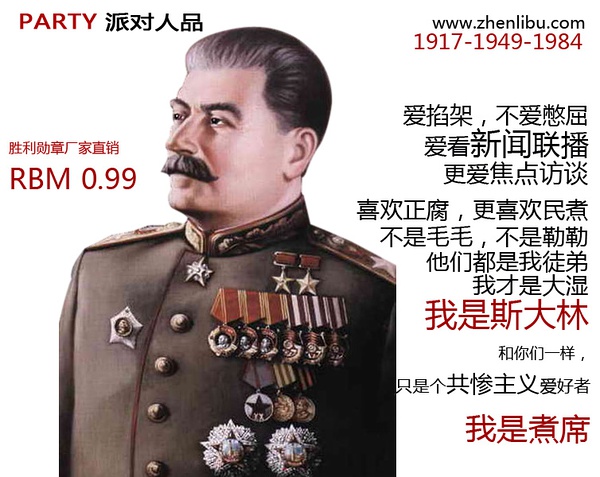 PARTY 派对人品
www.zhenlibu.com
1917-1949-1984
爱掐架，不爱憋屈
爱看新闻联播
更爱焦点访谈
胜利勋章厂家直销
RBM 0.99
喜欢正腐，更喜欢民煮
不是毛毛，不是勒勒
他们都是我徒弟
我才是大湿
我是斯大林
和你们一样，
只是个共惨主义爱好者
我是煮席